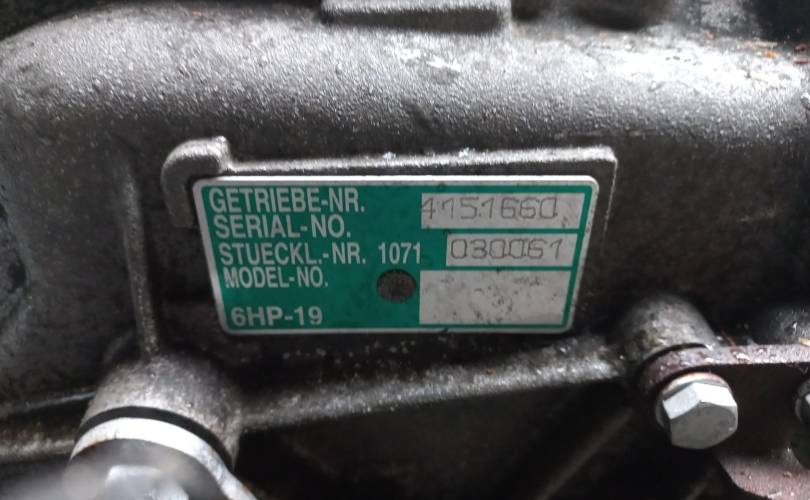 GETRIEBE-NR. 4151660
SERIAL-NO.
STUECKL.-NR. 1071 030061
MODEL-NO.
6HP-19